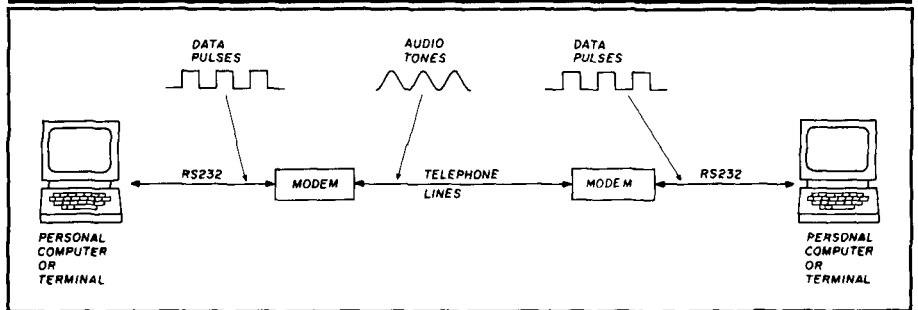 DATA
PULSES
AUDIO
TONES
DATA
PULSES
RS232
MODEM
TELEPHONE
LINES
MODEM
RS232
PERSONAL
COMPUTER
OR
TERMINAL
PERSONAL
COMPUTER
OR
TERMINAL